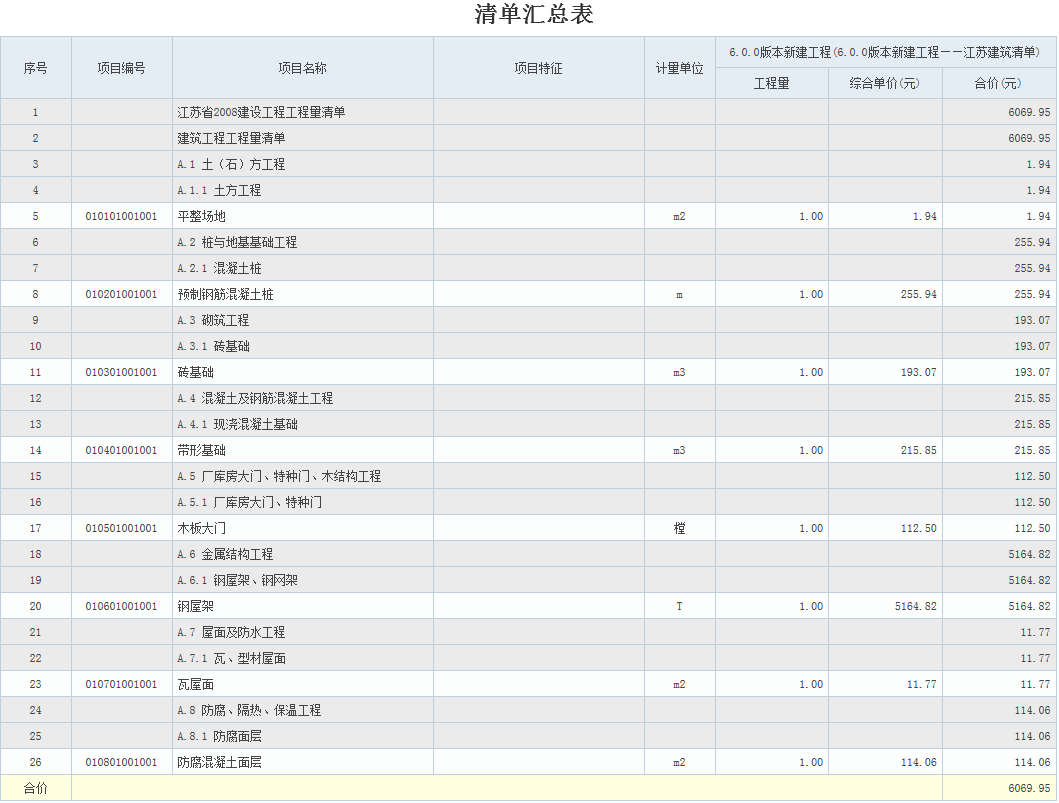 清单汇总表
序号 项目编号 项目名称 项目特征 计量单位 6.0.0版本新建工程(6.0.0版本新建工程——江苏建筑清单)
工程量 综合单价(元) 合价(元)
1 江苏省2008建设工程工程量清单 6069.95
2 建筑工程工程量清单 6069.95
3 A.1 土（石）方工程 1.94
4 A.1.1 土方工程 1.94
5 010101001001 平整场地 m2 1.00 1.94 1.94
6 A.2 桩与地基基础工程 255.94
7 A.2.1 混凝土桩 255.94
8 010201001001 预制钢筋混凝土桩 m 1.00 255.94 255.94
9 A.3 砌筑工程 193.07
10 A.3.1 砖基础 193.07
11 010301001001 砖基础 m3 1.00 193.07 193.07
12 A.4 混凝土及钢筋混凝土工程 215.85
13 A.4.1 现浇混凝土基础 215.85
14 010401001001 带形基础 m3 1.00 215.85 215.85
15 A.5 厂库房大门、特种门、木结构工程 112.50
16 A.5.1 厂库房大门、特种门 112.50
17 010501001001 木板大门 樘 1.00 112.50 112.50
18 A.6 金属结构工程 5164.82
19 A.6.1 钢屋架、钢网架 5164.82
20 010601001001 钢屋架 T 1.00 5164.82 5164.82
21 A.7 屋面及防水工程 11.77
22 A.7.1 瓦、型材屋面 11.77
23 010701001001 瓦屋面 m2 1.00 11.77 11.77
24 A.8 防腐、隔热、保温工程 114.06
25 A.8.1 防腐面层 114.06
26 010801001001 防腐混凝土面层 m2 1.00 114.06 114.06
合价 6069.95